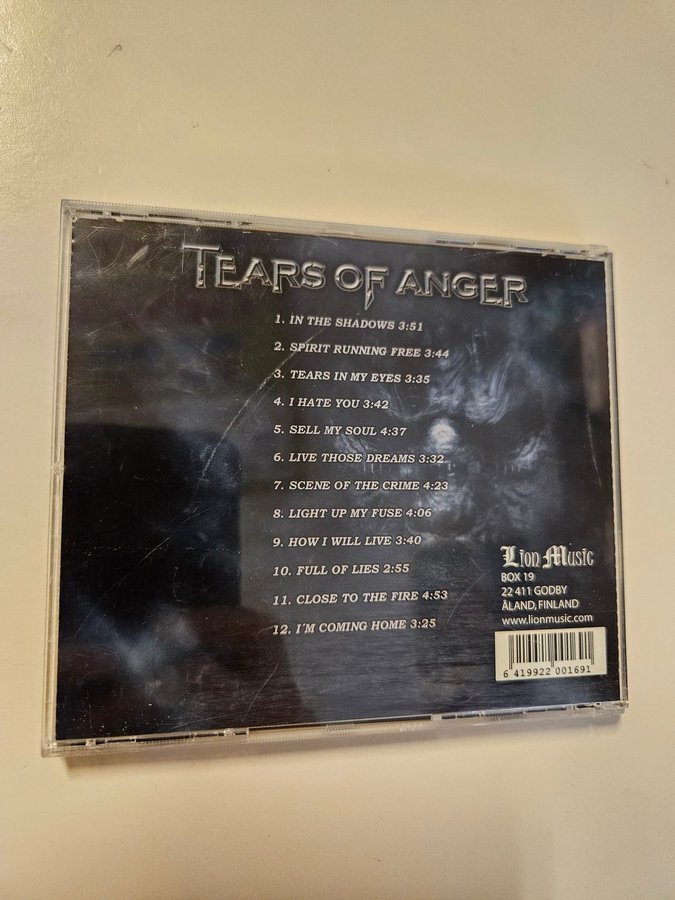 TEARS OF ANGER
1. IN THE SHADOWS 3:51
2. SPIRIT RUNNING FREE 3:44
3. TEARS IN MY EYES 3:35
4. I HATE YOU 3:42
5. SELL MY SOUL 4:37
6. LIVE THOSE DREAMS 3:32
7. SCENE OF THE CRIME 4:23
8. LIGHT UP MY FUSE 4:06
9. HOW I WILL LIVE 3:40
10. FULL OF LIES 2:55
11. CLOSE TO THE FIRE 4:53
12. I'M COMING HOME 3:25
Lion Music
BOX 19
22 411 GODBY
ÅLAND, FINLAND
www.lionmusic.com
6 419922 001691